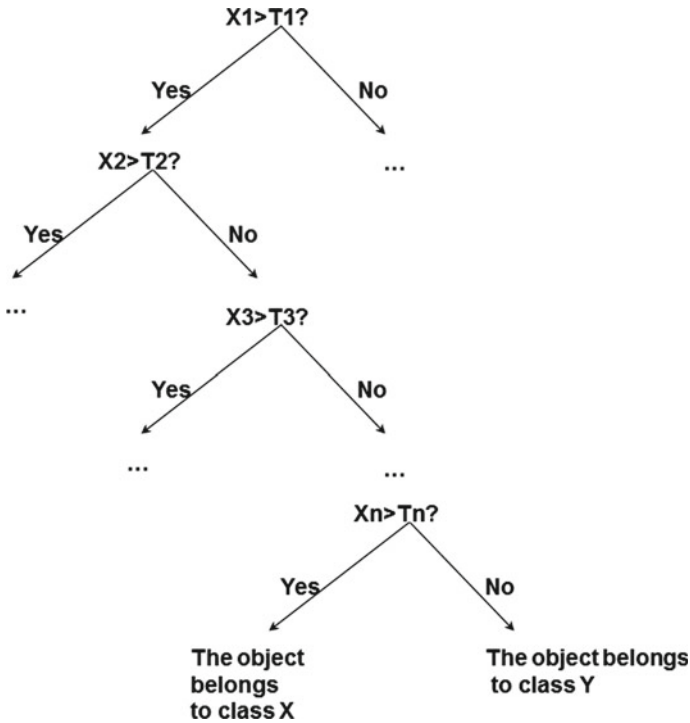 X1>T1?
Yes
No
X2>T2?
...
Yes
No
...
X3>T3?
Yes
No
...
...
Xn>Tn?
Yes
No
The object
belongs
to class X
The object belongs
to class Y